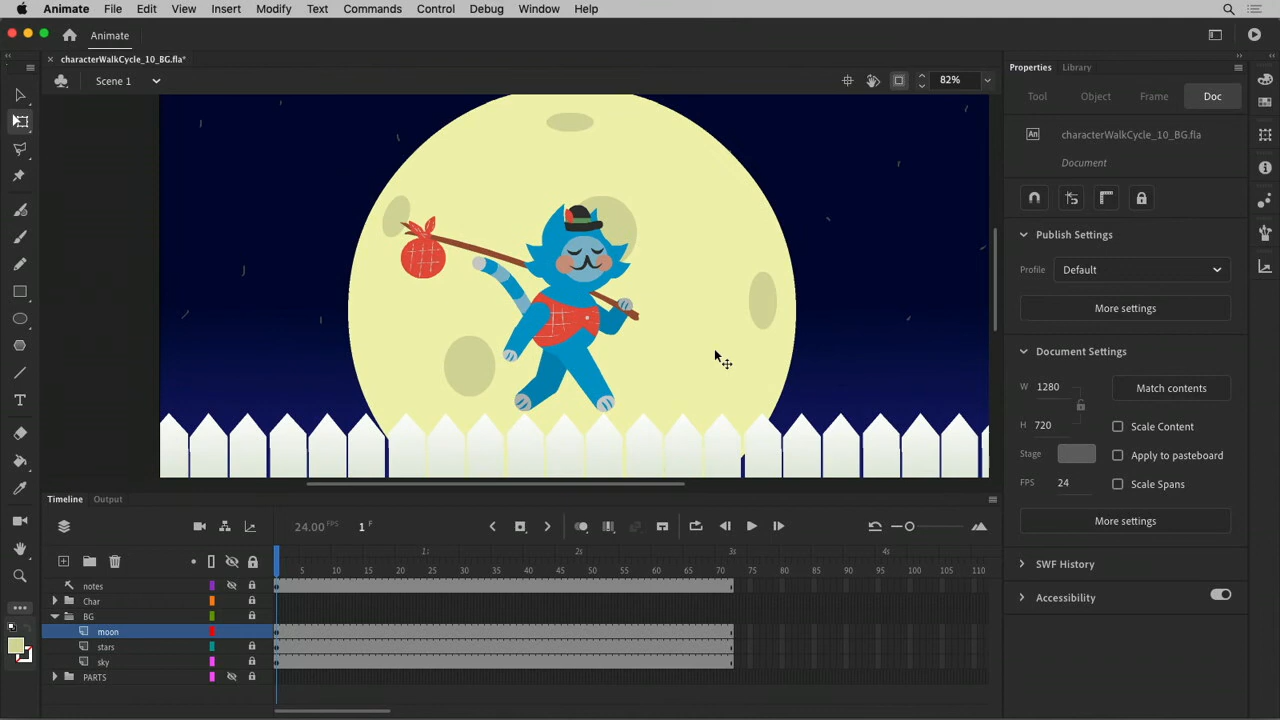 Animate File Edit View Insert Modify Text Commands Control Debug Window Help
Animate
characterWalkCycle_10_BG.fla*
Scene 1
82%
Properties Library
Tool Object Frame Doc
An characterWalkCycle_10_BG.fla
Document
Publish Settings
Profile Default
More settings
Document Settings
W 1280 Match contents
H 720 Scale Content
Stage Apply to pasteboard
FPS 24 Scale Spans
More settings
SWF History
Accessibility
Timeline Output
24.00 FPS 1 F
1s 2s 3s 4s
5 10 15 20 25 30 35 40 45 50 55 60 65 70 75 80 85 90 95 100 105 110
notes
Char
BG
moon
stars
sky
PARTS